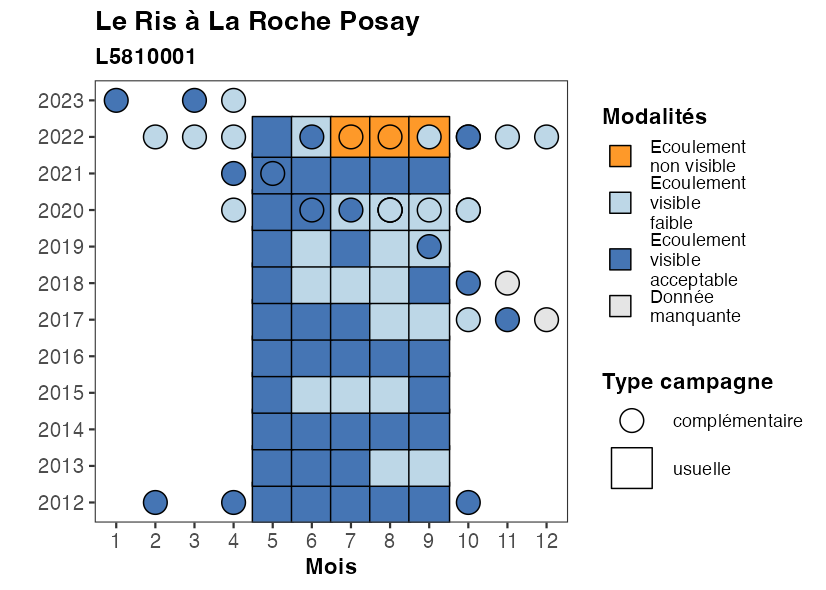 Le Ris à La Roche Posay
L5810001
2023
2022
2021
2020
2019
2018
2017
2016
2015
2014
2013
2012
1 2 3 4 5 6 7 8 9 10 11 12
Mois
Modalités
Ecoulement
non visible
Ecoulement
visible
faible
Ecoulement
visible
acceptable
Donnée
manquante
Type campagne
complémentaire
usuelle